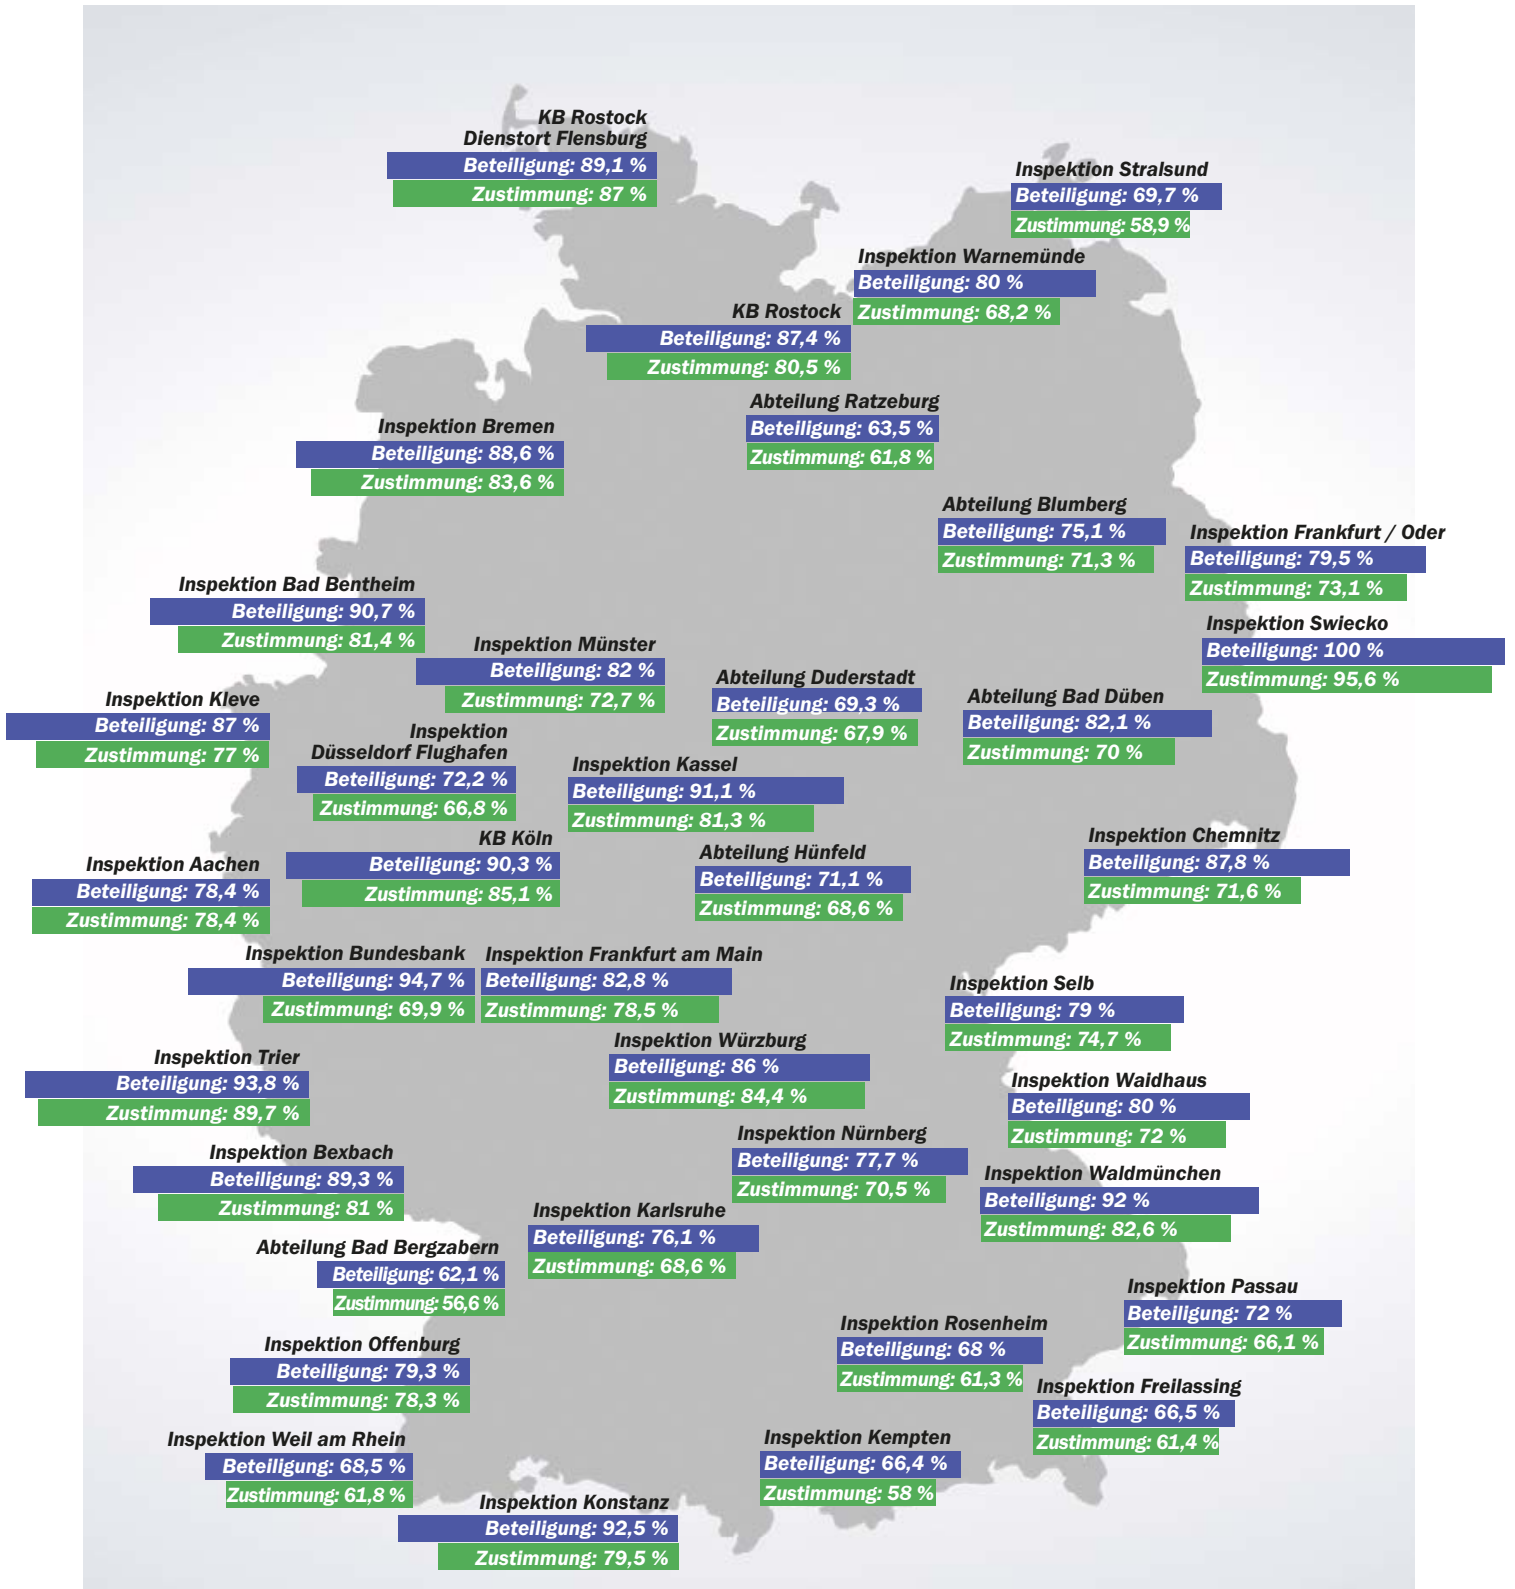 KB Rostock
Dienstort Flensburg
Beteiligung: 89,1 %
Zustimmung: 87 %
Inspektion Stralsund
Beteiligung: 69,7 %
Zustimmung: 58,9 %
Inspektion Warnemünde
Beteiligung: 80 %
Zustimmung: 68,2 %
KB Rostock
Beteiligung: 87,4 %
Zustimmung: 80,5 %
Abteilung Ratzeburg
Beteiligung: 63,5 %
Zustimmung: 61,8 %
Inspektion Bremen
Beteiligung: 88,6 %
Zustimmung: 83,6 %
Abteilung Blumberg
Beteiligung: 75,1 %
Zustimmung: 71,3 %
Inspektion Frankfurt / Oder
Beteiligung: 79,5 %
Zustimmung: 73,1 %
Inspektion Bad Bentheim
Beteiligung: 90,7 %
Zustimmung: 81,4 %
Inspektion Swiecko
Beteiligung: 100 %
Zustimmung: 95,6 %
Inspektion Münster
Beteiligung: 82 %
Zustimmung: 72,7 %
Abteilung Duderstadt
Beteiligung: 69,3 %
Zustimmung: 67,9 %
Abteilung Bad Düben
Beteiligung: 82,1 %
Zustimmung: 70 %
Inspektion Kleve
Beteiligung: 87 %
Zustimmung: 77 %
Inspektion
Düsseldorf Flughafen
Beteiligung: 72,2 %
Zustimmung: 66,8 %
Inspektion Kassel
Beteiligung: 91,1 %
Zustimmung: 81,3 %
KB Köln
Beteiligung: 90,3 %
Zustimmung: 85,1 %
Inspektion Chemnitz
Beteiligung: 87,8 %
Zustimmung: 71,6 %
Abteilung Hünfeld
Beteiligung: 71,1 %
Zustimmung: 68,6 %
Inspektion Aachen
Beteiligung: 78,4 %
Zustimmung: 78,4 %
Inspektion Bundesbank
Beteiligung: 94,7 %
Zustimmung: 69,9 %
Inspektion Frankfurt am Main
Beteiligung: 82,8 %
Zustimmung: 78,5 %
Inspektion Selb
Beteiligung: 79 %
Zustimmung: 74,7 %
Inspektion Würzburg
Beteiligung: 86 %
Zustimmung: 84,4 %
Inspektion Trier
Beteiligung: 93,8 %
Zustimmung: 89,7 %
Inspektion Waidhaus
Beteiligung: 80 %
Zustimmung: 72 %
Inspektion Nürnberg
Beteiligung: 77,7 %
Zustimmung: 70,5 %
Inspektion Bexbach
Beteiligung: 89,3 %
Zustimmung: 81 %
Inspektion Waldmünchen
Beteiligung: 92 %
Zustimmung: 82,6 %
Inspektion Karlsruhe
Beteiligung: 76,1 %
Zustimmung: 68,6 %
Abteilung Bad Bergzabern
Beteiligung: 62,1 %
Zustimmung: 56,6 %
Inspektion Passau
Beteiligung: 72 %
Zustimmung: 66,1 %
Inspektion Rosenheim
Beteiligung: 68 %
Zustimmung: 61,3 %
Inspektion Offenburg
Beteiligung: 79,3 %
Zustimmung: 78,3 %
Inspektion Freilassing
Beteiligung: 66,5 %
Zustimmung: 61,4 %
Inspektion Weil am Rhein
Beteiligung: 68,5 %
Zustimmung: 61,8 %
Inspektion Kempten
Beteiligung: 66,4 %
Zustimmung: 58 %
Inspektion Konstanz
Beteiligung: 92,5 %
Zustimmung: 79,5 %